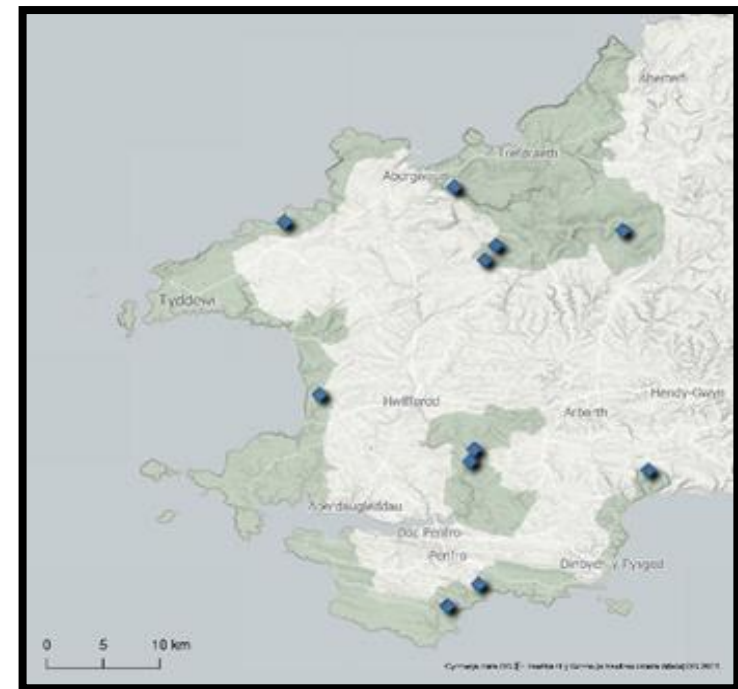 Aberteifi
Trefdraeth
Abergwaun
Tyddewi
Hwlffordd
Hendy-Gwyn
Arberth
Aberdaugleddau
Doc Penfro
Penfro
Dinbych y Pysgod
0 5 10 km